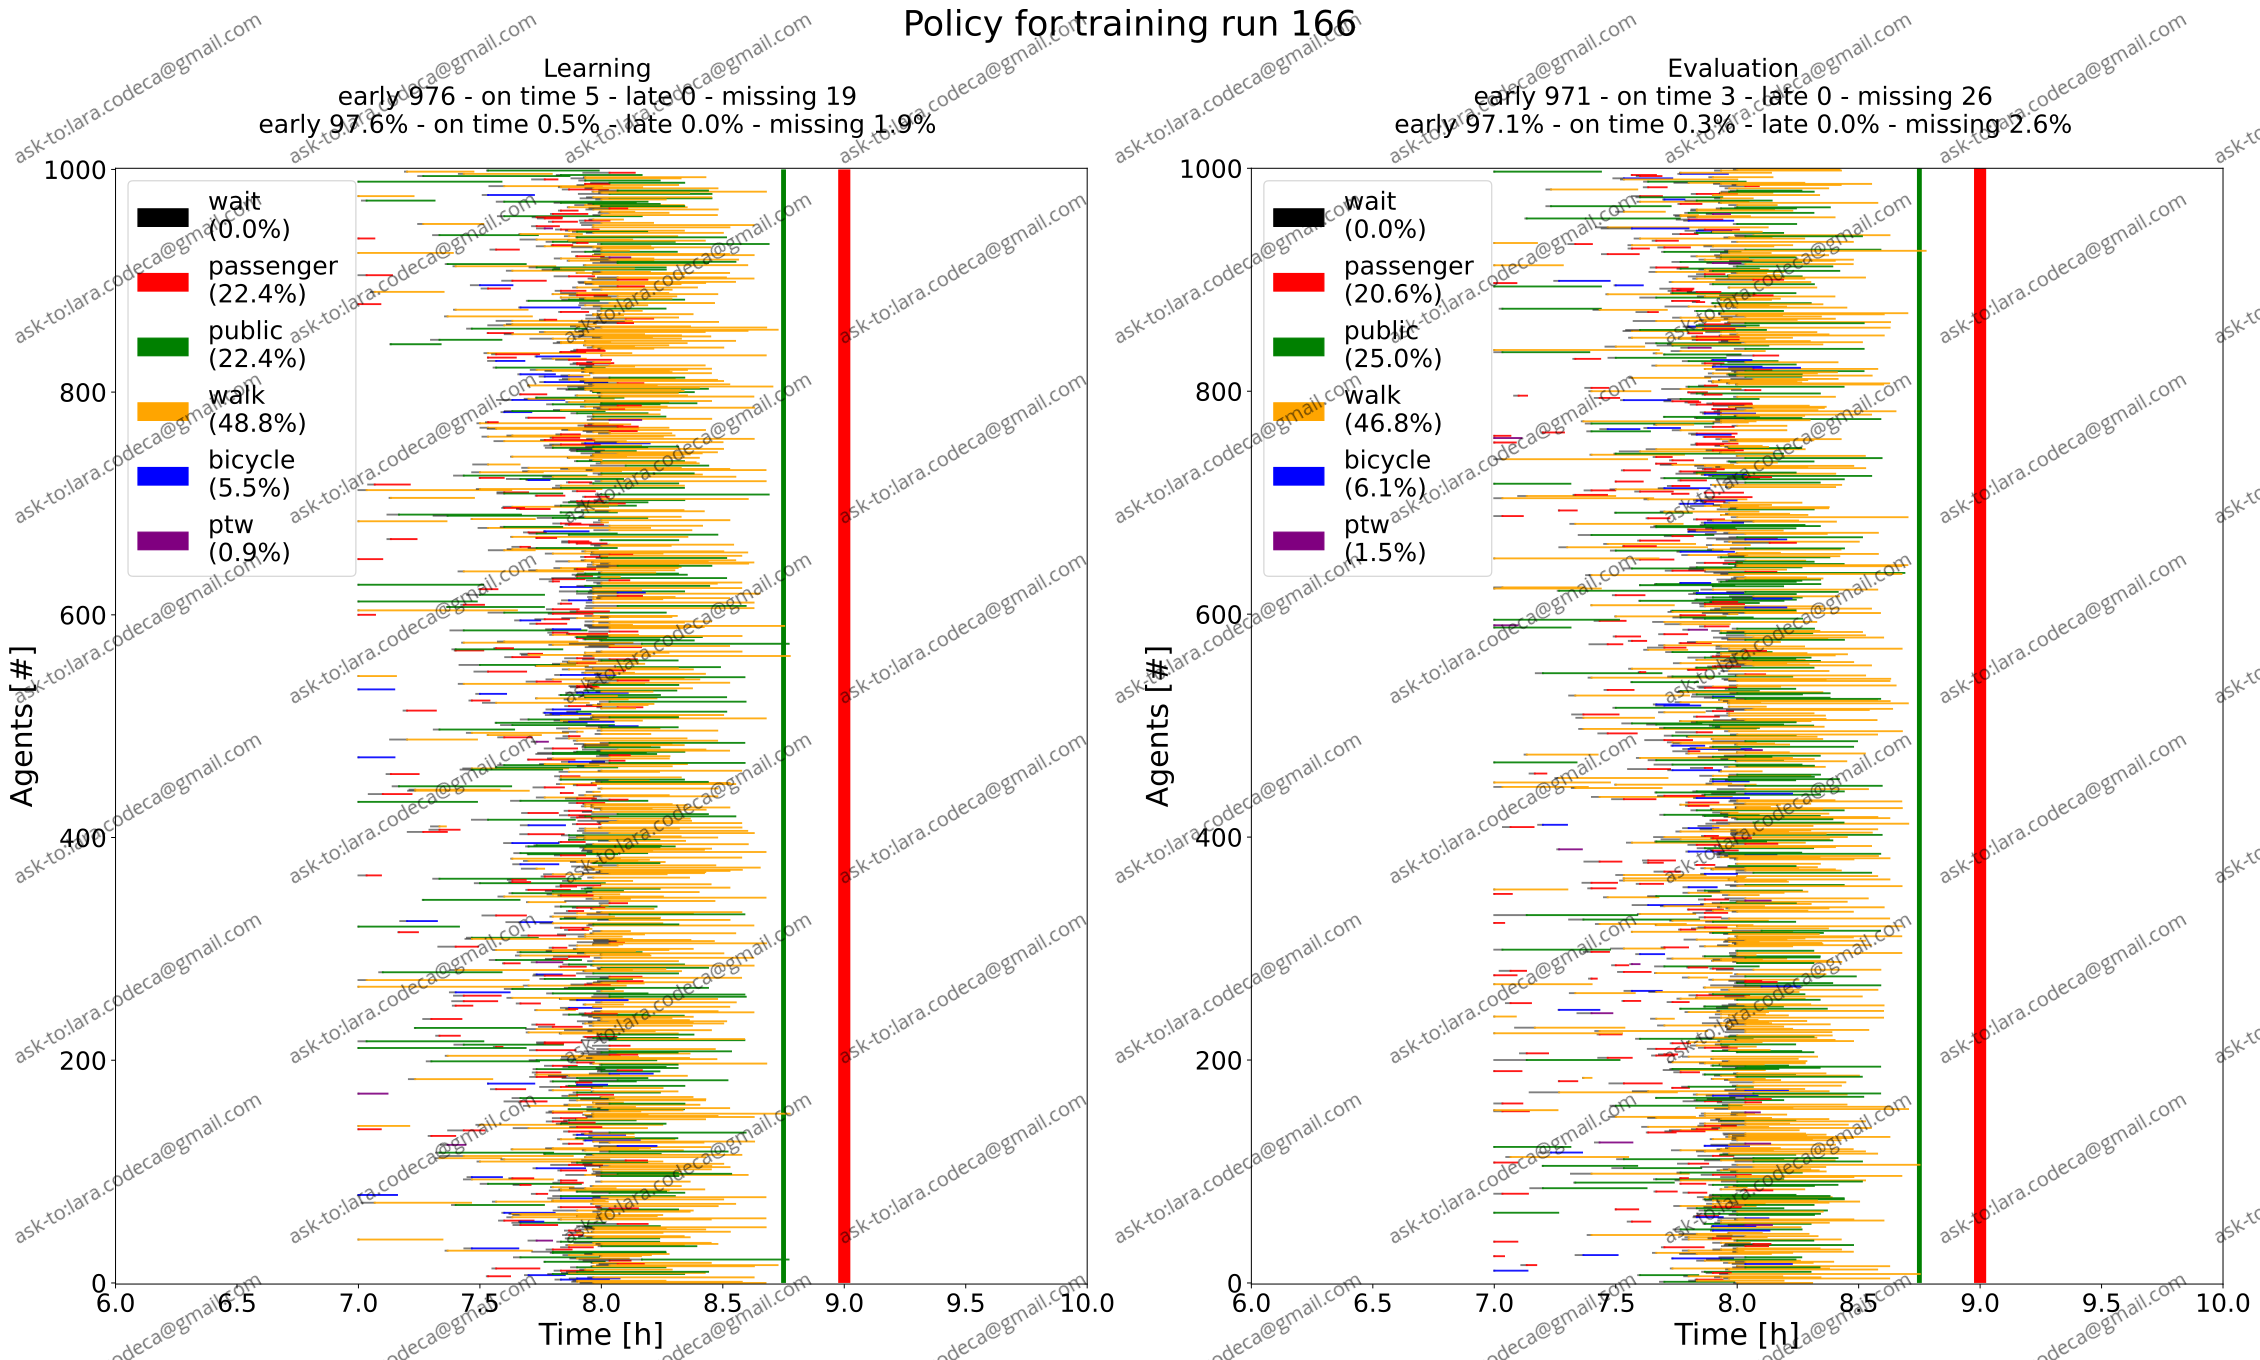 Policy for training run 166
Learning
early 976 - on time 5 - late 0 - missing 19
early 97.6% - on time 0.5% - late 0.0% - missing 1.9%
1000
800
600
400
200
0
Agents [#]
wait
(0.0%)
passenger
(22.4%)
public
(22.4%)
walk
(48.8%)
bicycle
(5.5%)
ptw
(0.9%)
6.0 6.5 7.0 7.5 8.0 8.5 9.0 9.5 10.0
Time [h]
Evaluation
early 971 - on time 3 - late 0 - missing 26
early 97.1% - on time 0.3% - late 0.0% - missing 2.6%
1000
800
600
400
200
0
Agents [#]
wait
(0.0%)
passenger
(20.6%)
public
(25.0%)
walk
(46.8%)
bicycle
(6.1%)
ptw
(1.5%)
6.0 6.5 7.0 7.5 8.0 8.5 9.0 9.5 10.0
Time [h]
ask-to:lara.codeca@gmail.com